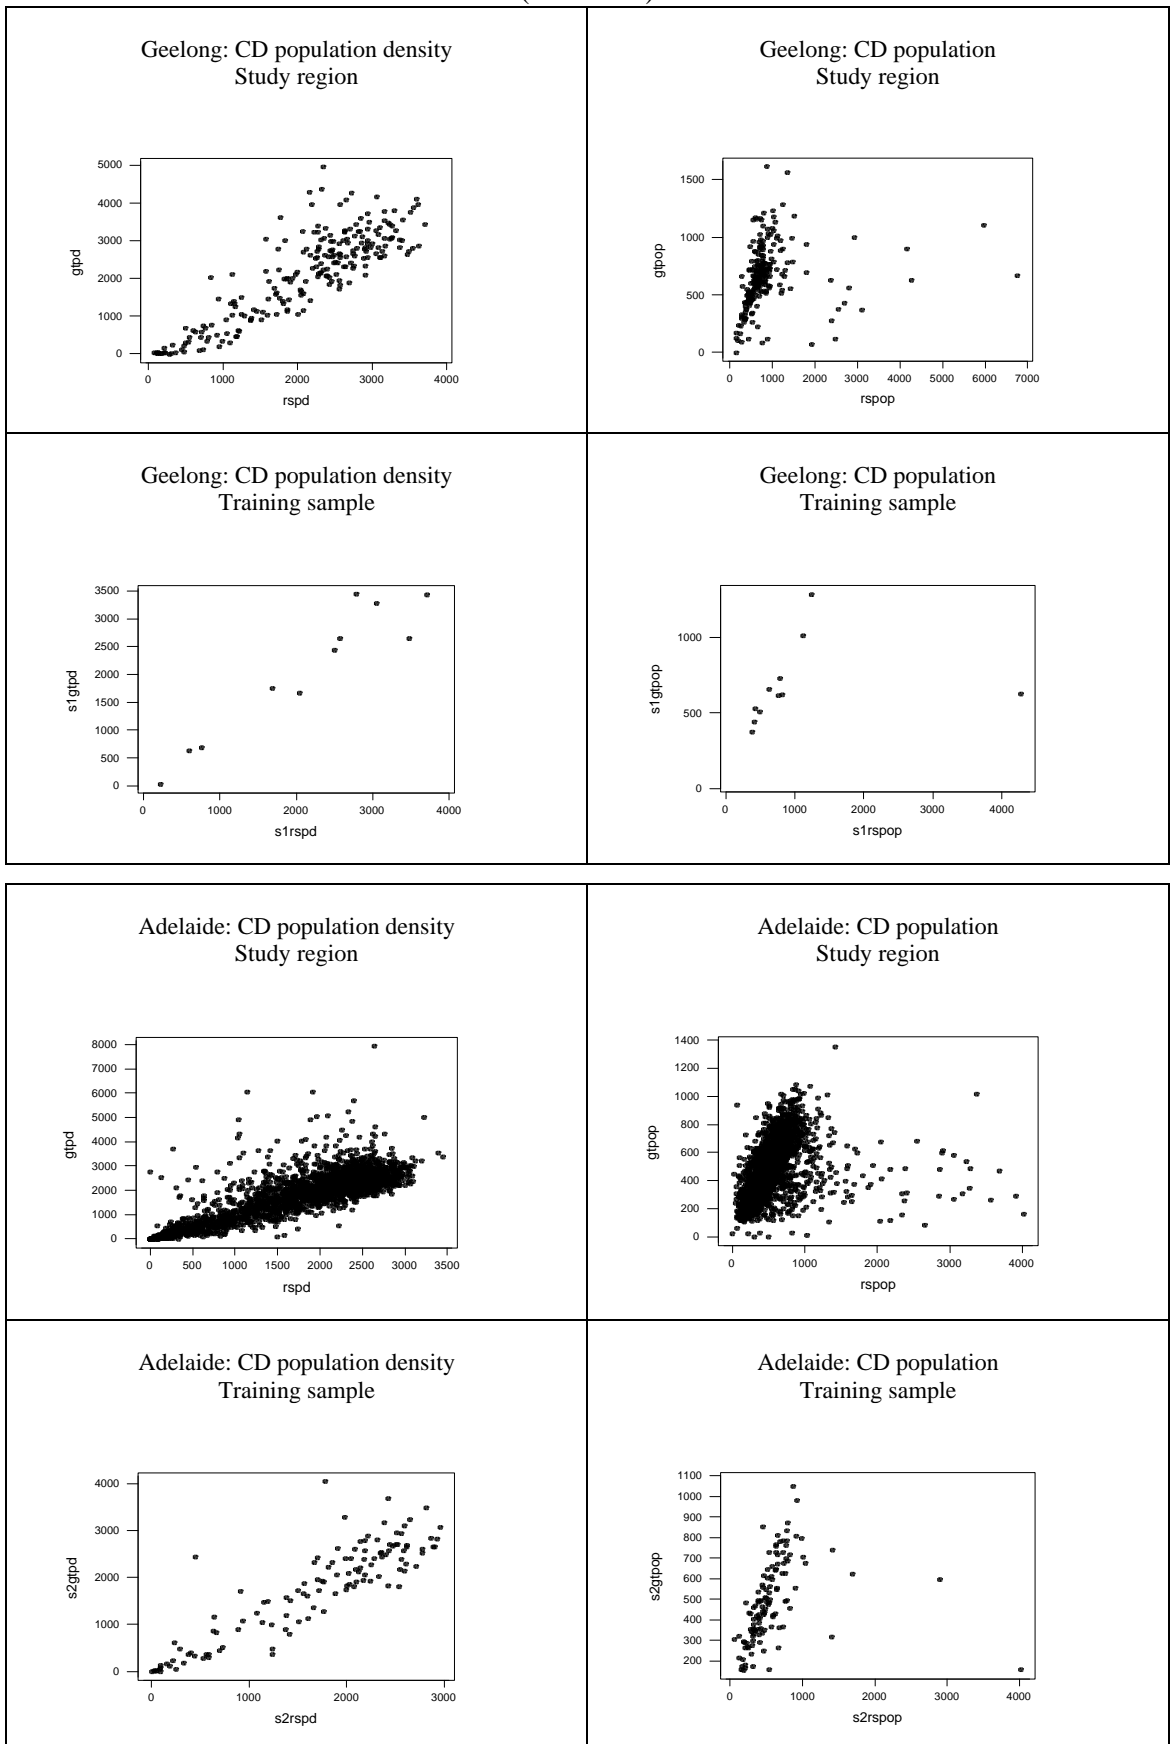 Geelong: CD population density
Study region
5000
4000
3000
2000
1000
0
gtpd
0 1000 2000 3000 4000
rspd
Geelong: CD population
Study region
1500
1000
500
0
gtpop
0 1000 2000 3000 4000 5000 6000 7000
rspop
Geelong: CD population density
Training sample
3500
3000
2500
2000
1500
1000
500
0
s1gtpd
0 1000 2000 3000 4000
s1rspd
Geelong: CD population
Training sample
1000
500
0
s1gtpop
0 1000 2000 3000 4000
s1rspop
Adelaide: CD population density
Study region
8000
7000
6000
5000
4000
3000
2000
1000
0
gtpd
0 500 1000 1500 2000 2500 3000 3500
rspd
Adelaide: CD population
Study region
1400
1200
1000
800
600
400
200
0
gtpop
0 1000 2000 3000 4000
rspop
Adelaide: CD population density
Training sample
4000
3000
2000
1000
0
s2gtpd
0 1000 2000 3000
s2rspd
Adelaide: CD population
Training sample
1100
1000
900
800
700
600
500
400
300
200
s2gtpop
0 1000 2000 3000 4000
s2rspop